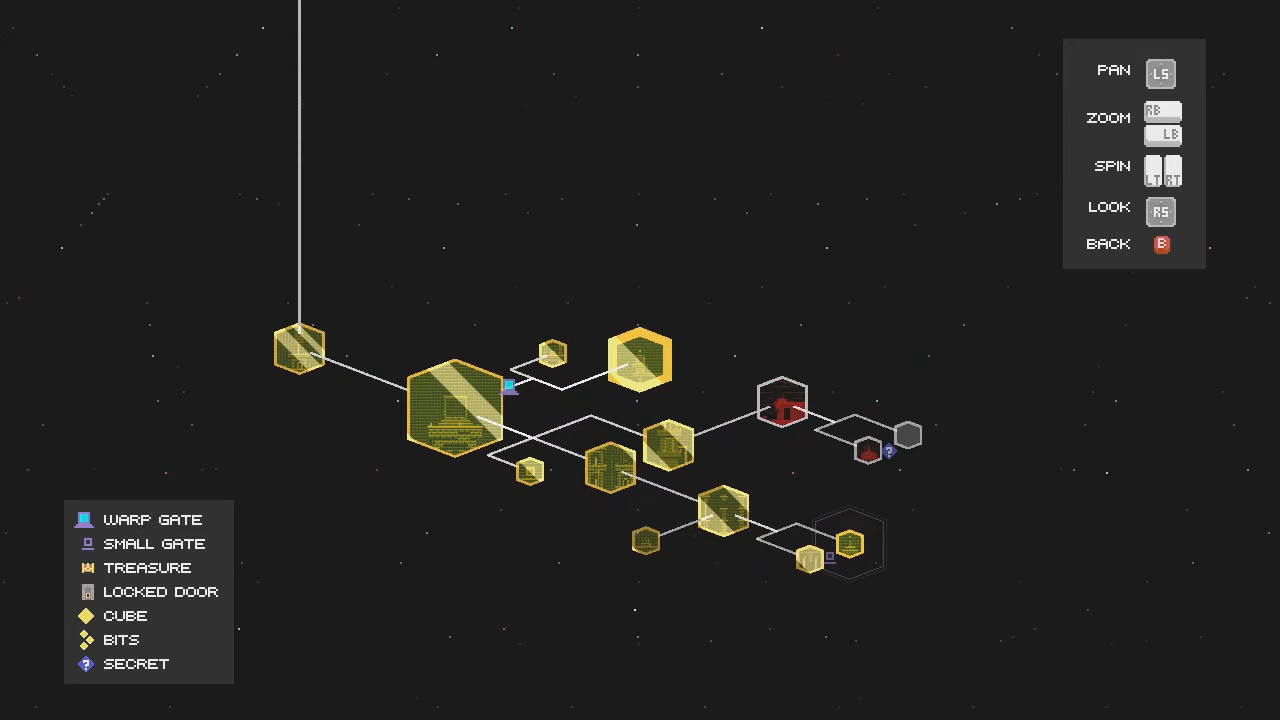 PAN LS
ZOOM RB
LB
SPIN LT RT
LOOK RS
BACK B
WARP GATE
SMALL GATE
TREASURE
LOCKED DOOR
CUBE
BITS
? SECRET
?